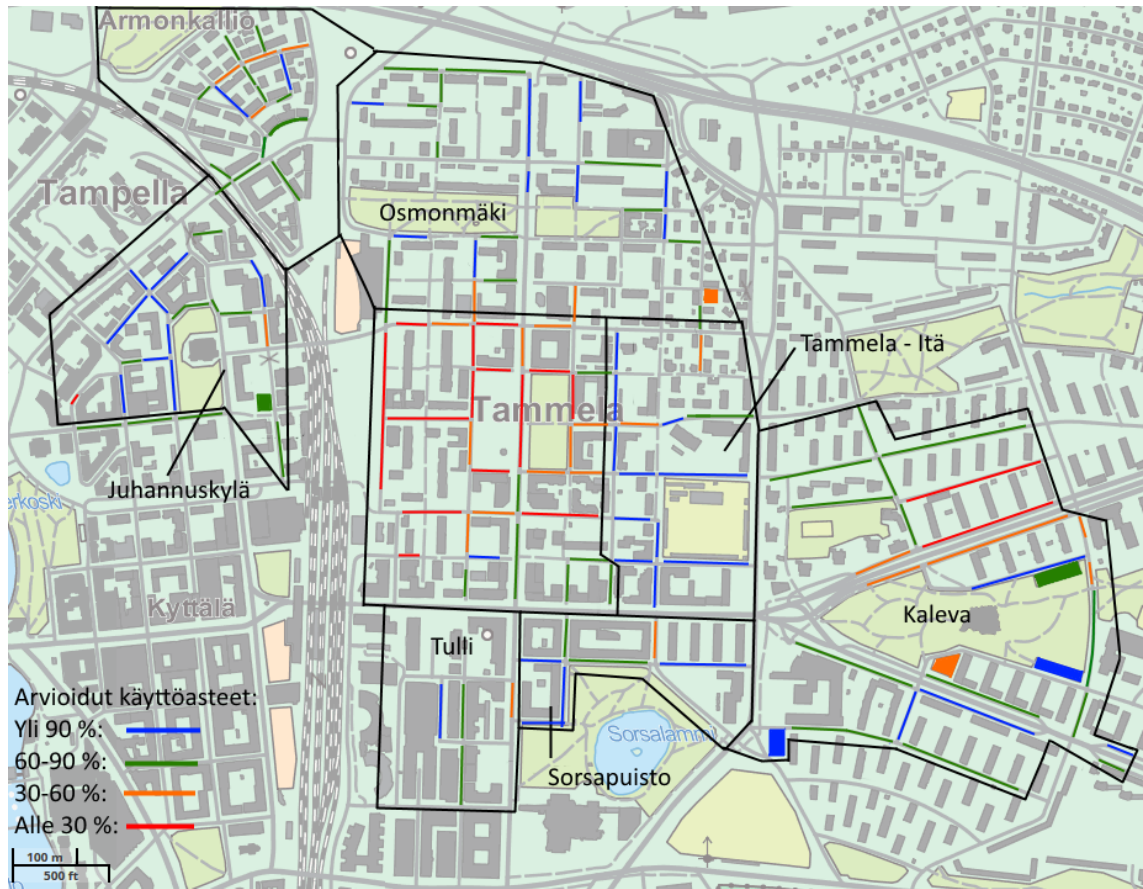 Armonkallio
Tampella
Osmonmäki
Tammela - Itä
Tammela
Juhannuskylä
erkoski
Kyttälä
Tulli
Kaleva
Arvioidut käyttöasteet:
Yli 90 %:
60-90 %:
30-60 %:
Alle 30 %:
Sorsalammi
Sorsapuisto
100 m
500 ft